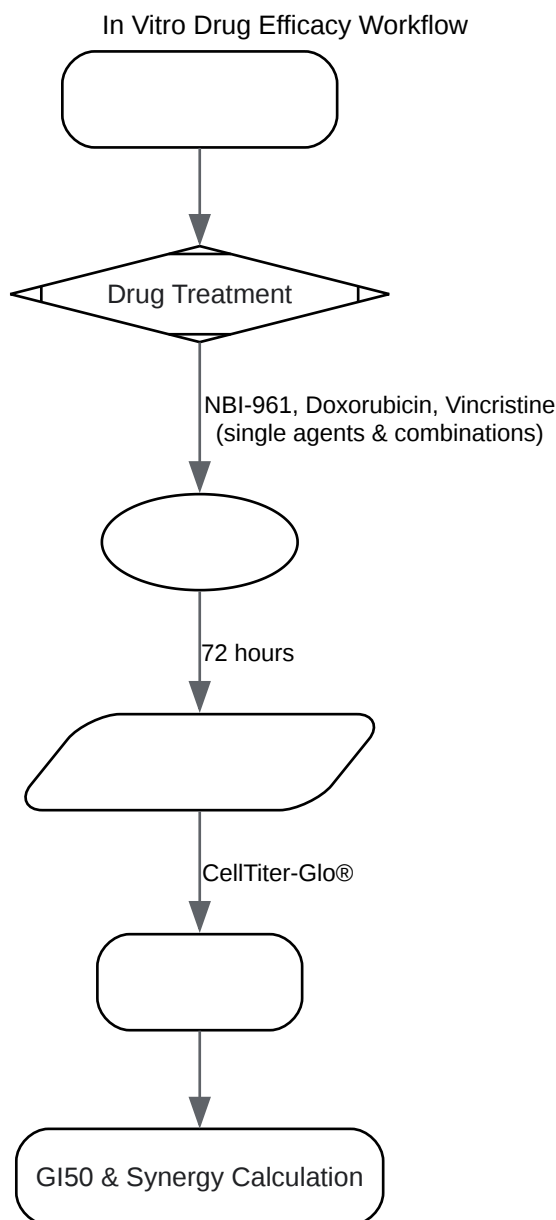 In Vitro Drug Efficacy Workflow
Drug Treatment
NBI-961, Doxorubicin, Vincristine
(single agents & combinations)
72 hours
CellTiter-Glo®
GI50 & Synergy Calculation